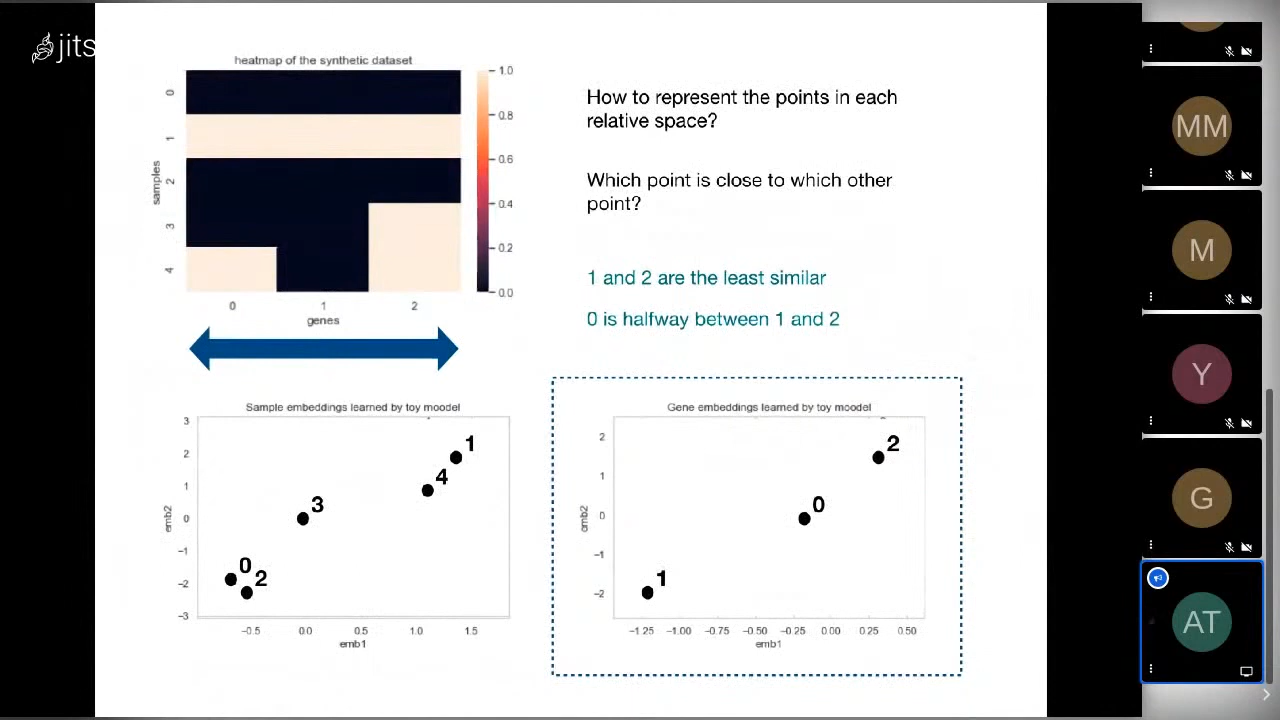 jits
heatmap of the synthetic dataset
1.0
0.8
0.6
0.4
0.2
0.0
samples
0
1
2
3
4
0 1 2
genes
How to represent the points in each
relative space?
Which point is close to which other
point?
1 and 2 are the least similar
0 is halfway between 1 and 2
Sample embeddings learned by toy moodel
3
2
1
0
−1
−2
−3
emb2
1
4
3
0
2
−0.5 0.0 0.5 1.0 1.5
emb1
Gene embeddings learned by toy moodel
2
1
0
−1
−2
emb2
2
0
1
−1.25 −1.00 −0.75 −0.50 −0.25 0.00 0.25 0.50
emb1
MM
M
Y
G
AT